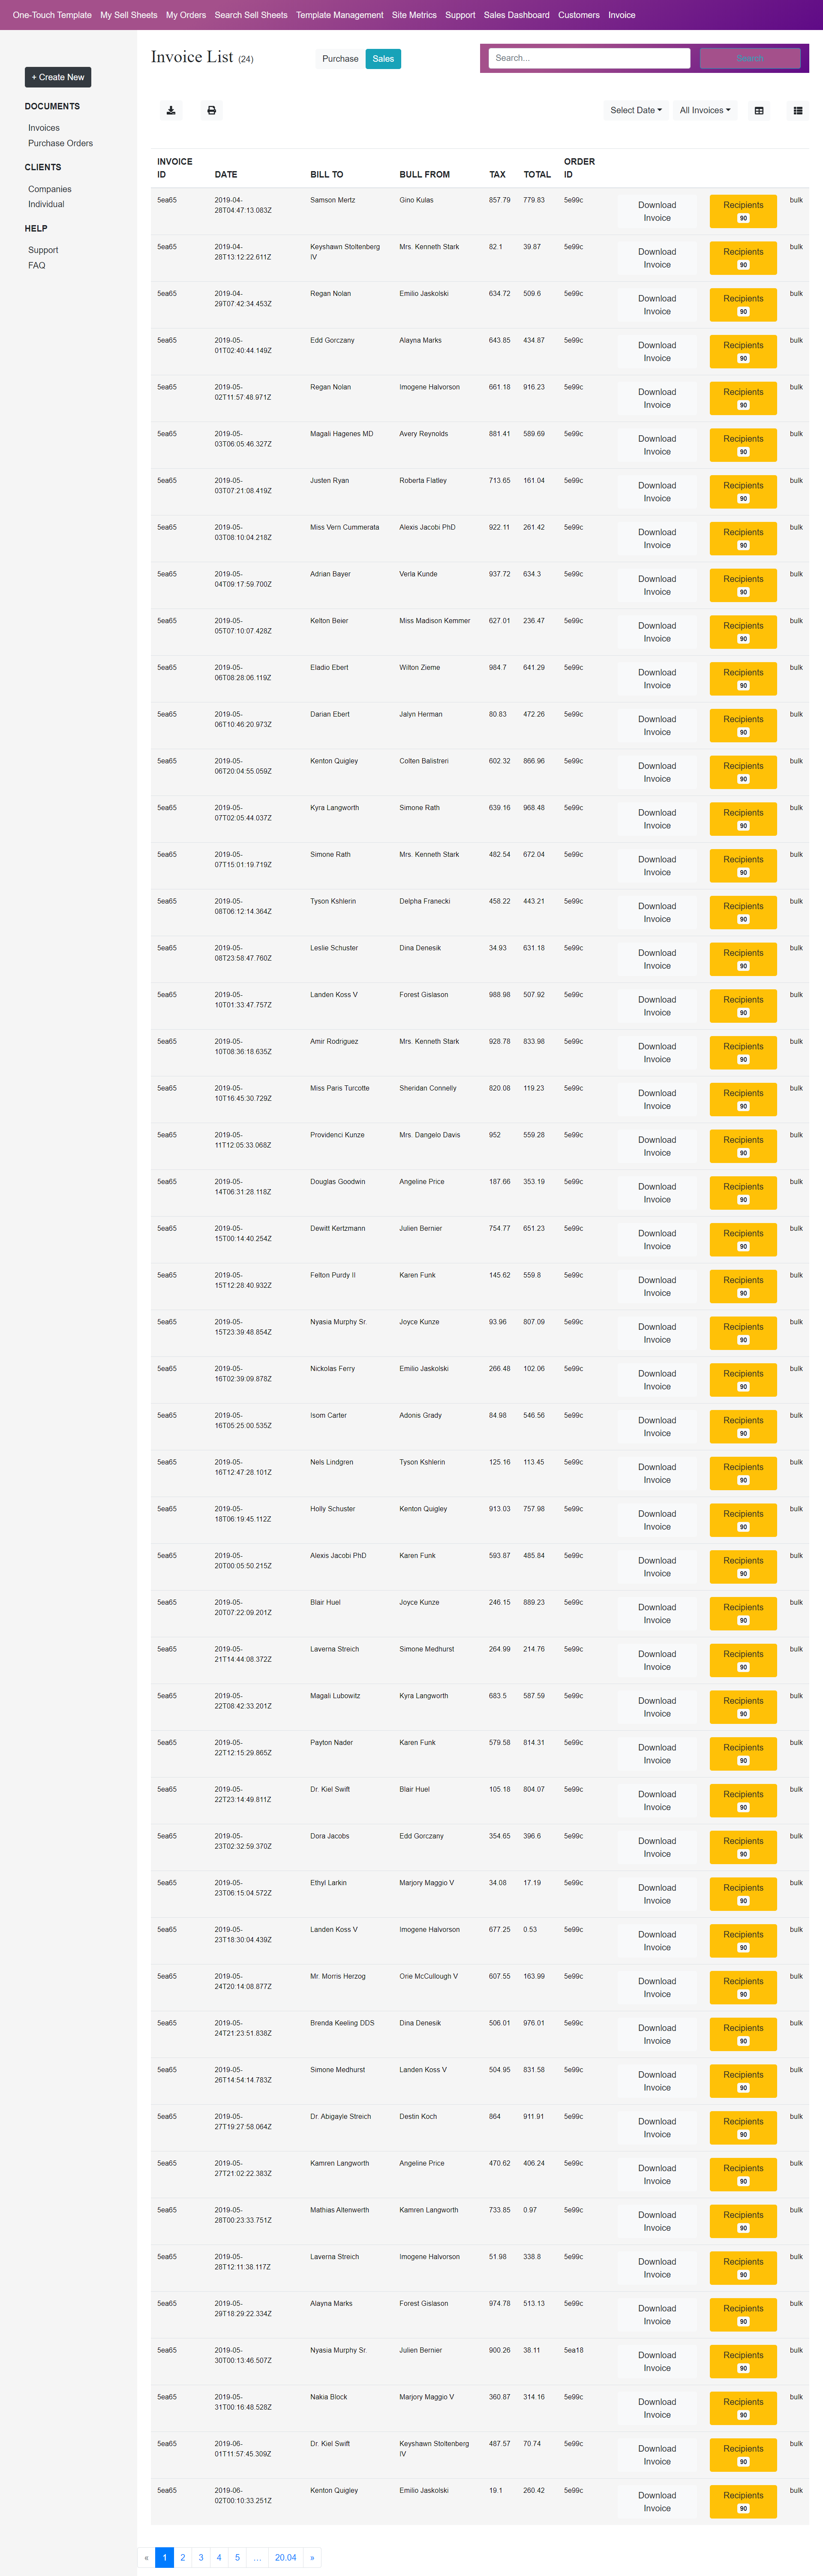 One-Touch Template My Sell Sheets My Orders Search Sell Sheets Template Management Site Metrics Support Sales Dashboard Customers Invoice
+ Create New
DOCUMENTS
Invoices
Purchase Orders
CLIENTS
Companies
Individual
HELP
Support
FAQ
Invoice List (24)
Purchase Sales
Search... Search
Select Date All Invoices
INVOICE ID DATE BILL TO BULL FROM TAX TOTAL ORDER ID
5ea65 2019-04-28T04:47:13.083Z Samson Mertz Gino Kulas 857.79 779.83 5e99c Download Invoice Recipients 90 bulk
5ea65 2019-04-28T13:12:22.611Z Keyshawn Stoltenberg IV Mrs. Kenneth Stark 82.1 39.87 5e99c Download Invoice Recipients 90 bulk
5ea65 2019-04-29T07:42:34.453Z Regan Nolan Emilio Jaskolski 634.72 509.6 5e99c Download Invoice Recipients 90 bulk
5ea65 2019-05-01T02:40:44.149Z Edd Gorczany Alayna Marks 643.85 434.87 5e99c Download Invoice Recipients 90 bulk
5ea65 2019-05-02T11:57:48.971Z Regan Nolan Imogene Halvorson 661.18 916.23 5e99c Download Invoice Recipients 90 bulk
5ea65 2019-05-03T06:05:46.327Z Magali Hagenes MD Avery Reynolds 881.41 589.69 5e99c Download Invoice Recipients 90 bulk
5ea65 2019-05-03T07:21:08.419Z Justen Ryan Roberta Flatley 713.65 161.04 5e99c Download Invoice Recipients 90 bulk
5ea65 2019-05-03T08:10:04.218Z Miss Vern Cummerata Alexis Jacobi PhD 922.11 261.42 5e99c Download Invoice Recipients 90 bulk
5ea65 2019-05-04T09:17:59.700Z Adrian Bayer Verla Kunde 937.72 634.3 5e99c Download Invoice Recipients 90 bulk
5ea65 2019-05-05T07:10:07.428Z Kelton Beier Miss Madison Kemmer 627.01 236.47 5e99c Download Invoice Recipients 90 bulk
5ea65 2019-05-06T08:28:06.119Z Eladio Ebert Wilton Zieme 984.7 641.29 5e99c Download Invoice Recipients 90 bulk
5ea65 2019-05-06T10:46:20.973Z Darian Ebert Jalyn Herman 80.83 472.26 5e99c Download Invoice Recipients 90 bulk
5ea65 2019-05-06T20:04:55.059Z Kenton Quigley Colten Balistreri 602.32 866.96 5e99c Download Invoice Recipients 90 bulk
5ea65 2019-05-07T02:05:44.037Z Kyra Langworth Simone Rath 639.16 968.48 5e99c Download Invoice Recipients 90 bulk
5ea65 2019-05-07T15:01:19.719Z Simone Rath Mrs. Kenneth Stark 482.54 672.04 5e99c Download Invoice Recipients 90 bulk
5ea65 2019-05-08T06:12:14.364Z Tyson Kshlerin Delpha Franecki 458.22 443.21 5e99c Download Invoice Recipients 90 bulk
5ea65 2019-05-08T23:58:47.760Z Leslie Schuster Dina Denesik 34.93 631.18 5e99c Download Invoice Recipients 90 bulk
5ea65 2019-05-10T01:33:47.757Z Landen Koss V Forest Gislason 988.98 507.92 5e99c Download Invoice Recipients 90 bulk
5ea65 2019-05-10T08:36:18.635Z Amir Rodriguez Mrs. Kenneth Stark 928.78 833.98 5e99c Download Invoice Recipients 90 bulk
5ea65 2019-05-10T16:45:30.729Z Miss Paris Turcotte Sheridan Connelly 820.08 119.23 5e99c Download Invoice Recipients 90 bulk
5ea65 2019-05-11T12:05:33.068Z Providenci Kunze Mrs. Dangelo Davis 952 559.28 5e99c Download Invoice Recipients 90 bulk
5ea65 2019-05-14T06:31:28.118Z Douglas Goodwin Angeline Price 187.66 353.19 5e99c Download Invoice Recipients 90 bulk
5ea65 2019-05-15T00:14:40.254Z Dewitt Kertzmann Julien Bernier 754.77 651.23 5e99c Download Invoice Recipients 90 bulk
5ea65 2019-05-15T12:28:40.932Z Felton Purdy II Karen Funk 145.62 559.8 5e99c Download Invoice Recipients 90 bulk
5ea65 2019-05-15T23:39:48.854Z Nyasia Murphy Sr. Joyce Kunze 93.96 807.09 5e99c Download Invoice Recipients 90 bulk
5ea65 2019-05-16T02:39:09.878Z Nickolas Ferry Emilio Jaskolski 266.48 102.06 5e99c Download Invoice Recipients 90 bulk
5ea65 2019-05-16T05:25:00.535Z Isom Carter Adonis Grady 84.98 546.56 5e99c Download Invoice Recipients 90 bulk
5ea65 2019-05-16T12:47:28.101Z Nels Lindgren Tyson Kshlerin 125.16 113.45 5e99c Download Invoice Recipients 90 bulk
5ea65 2019-05-18T06:19:45.112Z Holly Schuster Kenton Quigley 913.03 757.98 5e99c Download Invoice Recipients 90 bulk
5ea65 2019-05-20T00:05:50.215Z Alexis Jacobi PhD Karen Funk 593.87 485.84 5e99c Download Invoice Recipients 90 bulk
5ea65 2019-05-20T07:22:09.201Z Blair Huel Joyce Kunze 246.15 889.23 5e99c Download Invoice Recipients 90 bulk
5ea65 2019-05-21T14:44:08.372Z Laverna Streich Simone Medhurst 264.99 214.76 5e99c Download Invoice Recipients 90 bulk
5ea65 2019-05-22T08:42:33.201Z Magali Lubowitz Kyra Langworth 683.5 587.59 5e99c Download Invoice Recipients 90 bulk
5ea65 2019-05-22T12:15:29.865Z Payton Nader Karen Funk 579.58 814.31 5e99c Download Invoice Recipients 90 bulk
5ea65 2019-05-22T23:14:49.811Z Dr. Kiel Swift Blair Huel 105.18 804.07 5e99c Download Invoice Recipients 90 bulk
5ea65 2019-05-23T02:32:59.370Z Dora Jacobs Edd Gorczany 354.65 396.6 5e99c Download Invoice Recipients 90 bulk
5ea65 2019-05-23T06:15:04.572Z Ethyl Larkin Marjory Maggio V 34.08 17.19 5e99c Download Invoice Recipients 90 bulk
5ea65 2019-05-23T18:30:04.439Z Landen Koss V Imogene Halvorson 677.25 0.53 5e99c Download Invoice Recipients 90 bulk
5ea65 2019-05-24T20:14:08.877Z Mr. Morris Herzog Orie McCullough V 607.55 163.99 5e99c Download Invoice Recipients 90 bulk
5ea65 2019-05-24T21:23:51.838Z Brenda Keeling DDS Dina Denesik 506.01 976.01 5e99c Download Invoice Recipients 90 bulk
5ea65 2019-05-26T14:54:14.783Z Simone Medhurst Landen Koss V 504.95 831.58 5e99c Download Invoice Recipients 90 bulk
5ea65 2019-05-27T19:27:58.064Z Dr. Abigayle Streich Destin Koch 864 911.91 5e99c Download Invoice Recipients 90 bulk
5ea65 2019-05-27T21:02:22.383Z Kamren Langworth Angeline Price 470.62 406.24 5e99c Download Invoice Recipients 90 bulk
5ea65 2019-05-28T00:23:33.751Z Mathias Altenwerth Kamren Langworth 733.85 0.97 5e99c Download Invoice Recipients 90 bulk
5ea65 2019-05-28T12:11:38.117Z Laverna Streich Imogene Halvorson 51.98 338.8 5e99c Download Invoice Recipients 90 bulk
5ea65 2019-05-29T18:29:22.334Z Alayna Marks Forest Gislason 974.78 513.13 5e99c Download Invoice Recipients 90 bulk
5ea65 2019-05-30T00:13:46.507Z Nyasia Murphy Sr. Julien Bernier 900.26 38.11 5ea18 Download Invoice Recipients 90 bulk
5ea65 2019-05-31T00:16:48.528Z Nakia Block Marjory Maggio V 360.87 314.16 5e99c Download Invoice Recipients 90 bulk
5ea65 2019-06-01T11:57:45.309Z Dr. Kiel Swift Keyshawn Stoltenberg IV 487.57 70.74 5e99c Download Invoice Recipients 90 bulk
5ea65 2019-06-02T00:10:33.251Z Kenton Quigley Emilio Jaskolski 19.1 260.42 5e99c Download Invoice Recipients 90 bulk
« 1 2 3 4 5 ... 20.04 »